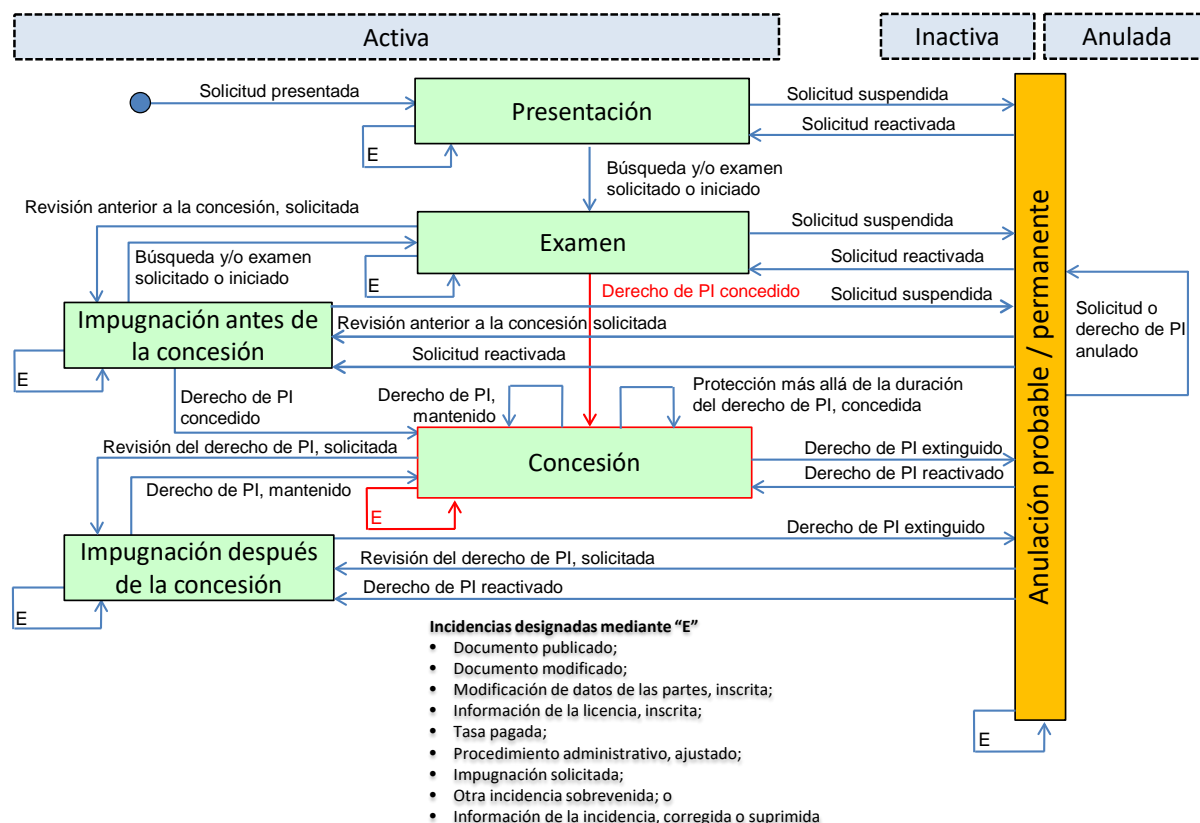 Activa
Inactiva
Anulada
Solicitud presentada
Presentación
Solicitud suspendida
Solicitud reactivada
E
Búsqueda y/o examen
solicitado o iniciado
Revisión anterior a la concesión, solicitada
Examen
Solicitud suspendida
Solicitud reactivada
Búsqueda y/o examen
solicitado o iniciado
E
Derecho de PI concedido
Solicitud suspendida
Impugnación antes de
la concesión
Revisión anterior a la concesión solicitada
Solicitud reactivada
E
Solicitud o
derecho de PI
anulado
Anulación probable / permanente
Derecho de PI
concedido
Derecho de PI,
mantenido
Protección más allá de la duración
del derecho de PI, concedida
Revisión del derecho de PI, solicitada
Concesión
Derecho de PI extinguido
Derecho de PI reactivado
Derecho de PI, mantenido
E
Derecho de PI extinguido
Impugnación después
de la concesión
Revisión del derecho de PI, solicitada
Derecho de PI reactivado
E
Incidencias designadas mediante “E”
• Documento publicado;
• Documento modificado;
• Modificación de datos de las partes, inscrita;
• Información de la licencia, inscrita;
• Tasa pagada;
• Procedimiento administrativo, ajustado;
• Impugnación solicitada;
• Otra incidencia sobrevenida; o
• Información de la incidencia, corregida o suprimida
E